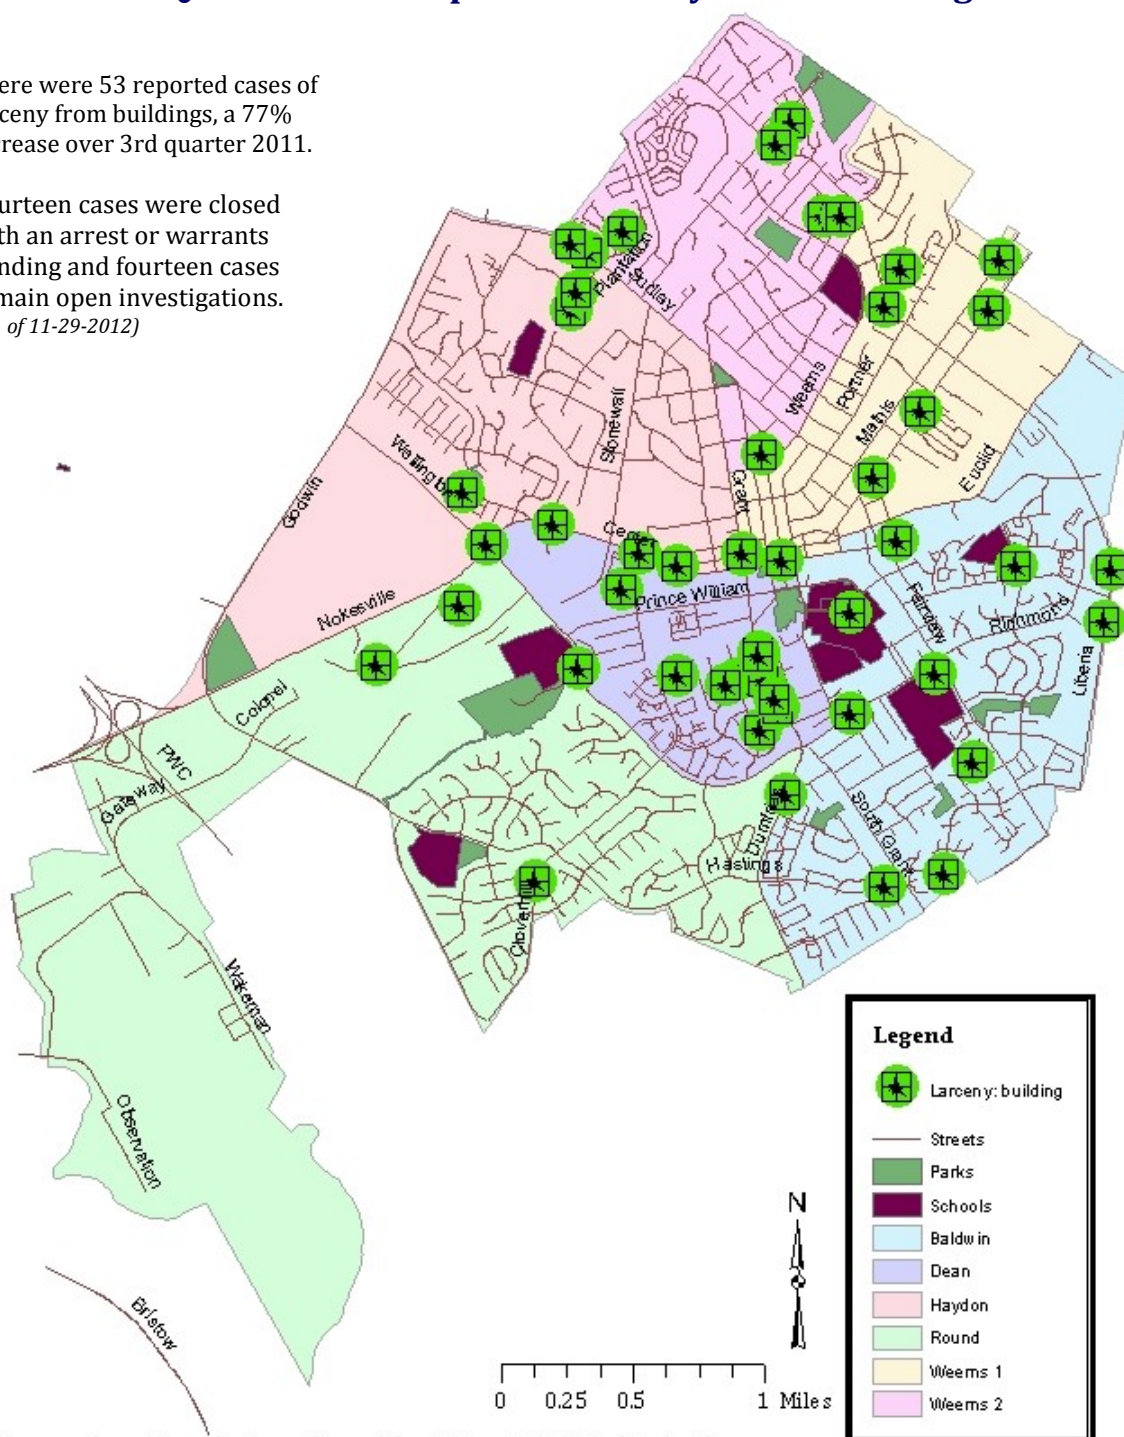 ere were 53 reported cases of
ceny from buildings, a 77%
crease over 3rd quarter 2011.
urteen cases were closed
th an arrest or warrants
nding and fourteen cases
main open investigations.
of 11-29-2012)
Plantation
Sudley
Weems
Portner
Stonewall
Mathis
Euclid
Grant
Godwin
Center
Prince William
Nokesville
Fairview
Richmond
Liberia
Colonel
PWC
Gateway
South Grant
Hastings
Cloverhill
Wakeman
Observation
Bristow
Legend
Larceny: building
Streets
Parks
Schools
Baldwin
Dean
Haydon
Round
Weems 1
Weems 2
N
0 0.25 0.5 1 Miles